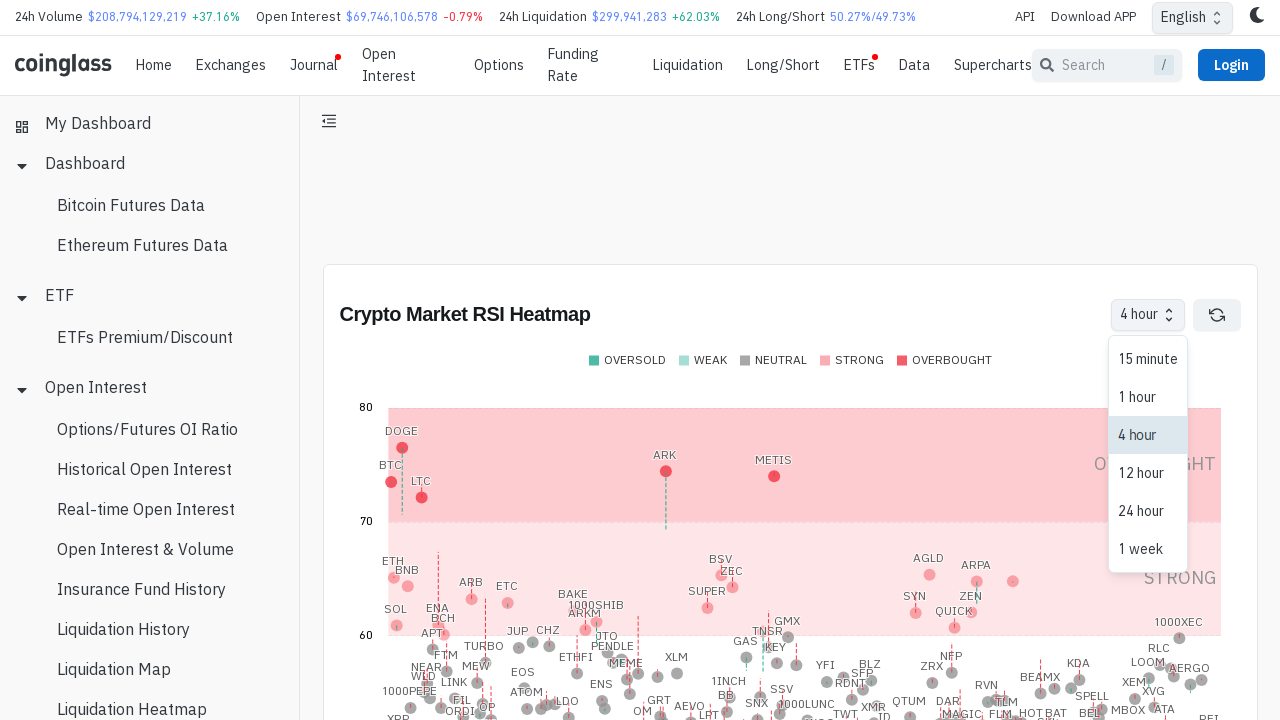 24h Volume $208,794,129,219 +37.16% Open Interest $69,746,106,578 -0.79% 24h Liquidation $299,941,283 +62.03% 24h Long/Short 50.27%/49.73% API Download APP English
coinglass Home Exchanges Journal Open Interest Options Funding Rate Liquidation Long/Short ETFs Data Supercharts Search / Login
My Dashboard
Dashboard
Bitcoin Futures Data
Ethereum Futures Data
ETF
ETFs Premium/Discount
Open Interest
Options/Futures OI Ratio
Historical Open Interest
Real-time Open Interest
Open Interest & Volume
Insurance Fund History
Liquidation History
Liquidation Map
Liquidation Heatmap
Crypto Market RSI Heatmap
4 hour
15 minute
1 hour
4 hour
12 hour
24 hour
1 week
OVERSOLD WEAK NEUTRAL STRONG OVERBOUGHT
80
DOGE
ARK
METIS
BTC
LTC
70
STRONG
BSV
AGLD
ETH
BNB
ZEC
ARPA
ARB
ETC
SUPER
BAKE
SYN
ZEN
1000SHIB
SOL
ENA
ARKM
QUICK
BCH
GMX
1000XEC
60
APT
JUP
CHZ
JTO
TNSR
GAS
TURBO
PENDLE
KEY
RLC
FTM
ETHFI
XLM
NFP
NEAR
MEW
MEME
YFI
BLZ
ZRX
KDA
LOOM
AERGO
WLD
EOS
SFP
LINK
ENS
1INCH
RDNT
BEAMX
XEM
1000PEPE
ATOM
SSV
RVN
XVG
BB
SPELL
FIL
LDO
GRT
SNX
1000LUNC
QTUM
DAR
TLM
ORDI
OP
OM
AEVO
XMR
MBOX
ATA
XRP
LPT
TWT
ID
MAGIC
FLM
HOT
BAT
BEL
REI